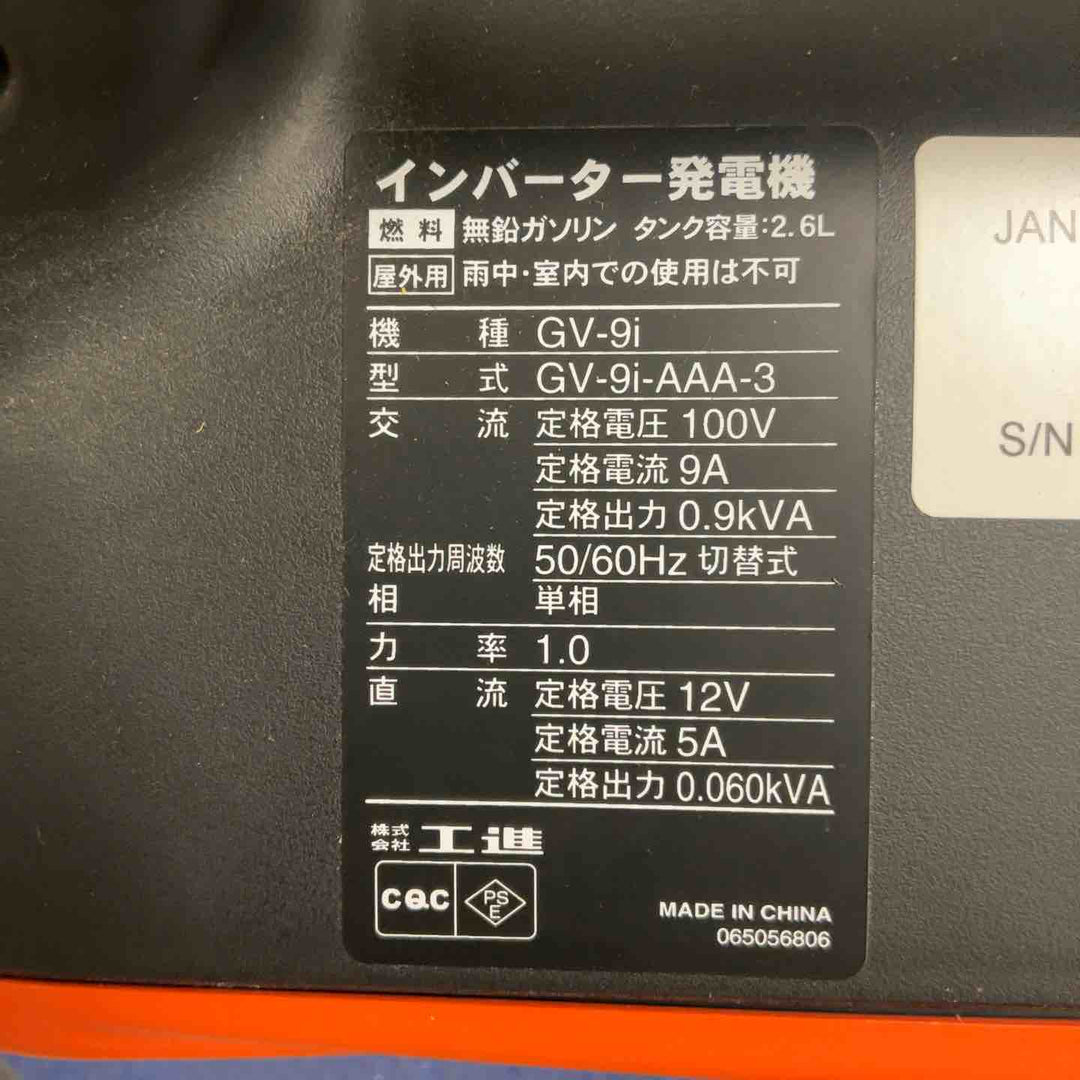 インバーター発電機
燃料 無鉛ガソリン タンク容量:2.6L
屋外用 雨中・室内での使用は不可
機種 GV-9i
型式 GV-9i-AAA-3
交流 定格電圧 100V
定格電流 9A
定格出力 0.9kVA
定格出力周波数 50/60Hz 切替式
相 単相
力率 1.0
直流 定格電圧 12V
定格電流 5A
定格出力 0.060kVA
株式会社 工進
CQC PSE
MADE IN CHINA
065056806
JAN
S/N